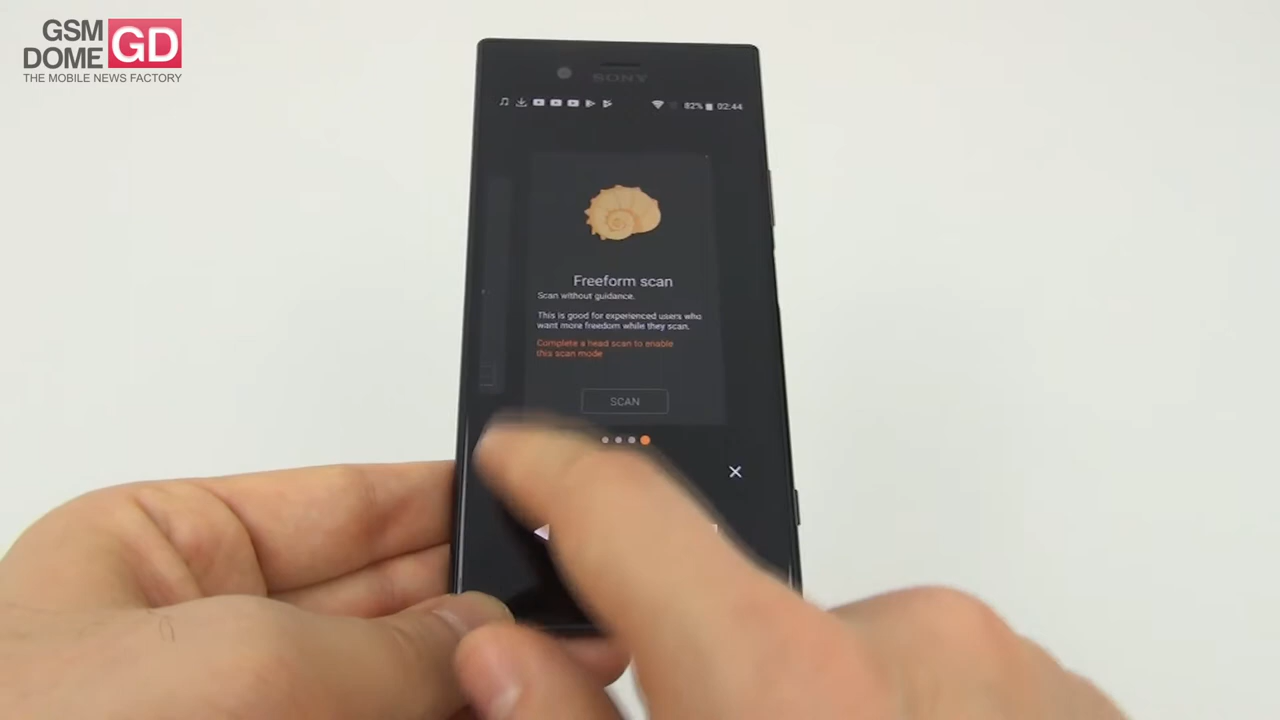 GSM
DOME
GD
THE MOBILE NEWS FACTORY
SONY
82% 02:44
Freeform scan
Scan without guidance.
This is good for experienced users who
want more freedom while they scan.
Complete a head scan to enable
this scan mode
SCAN